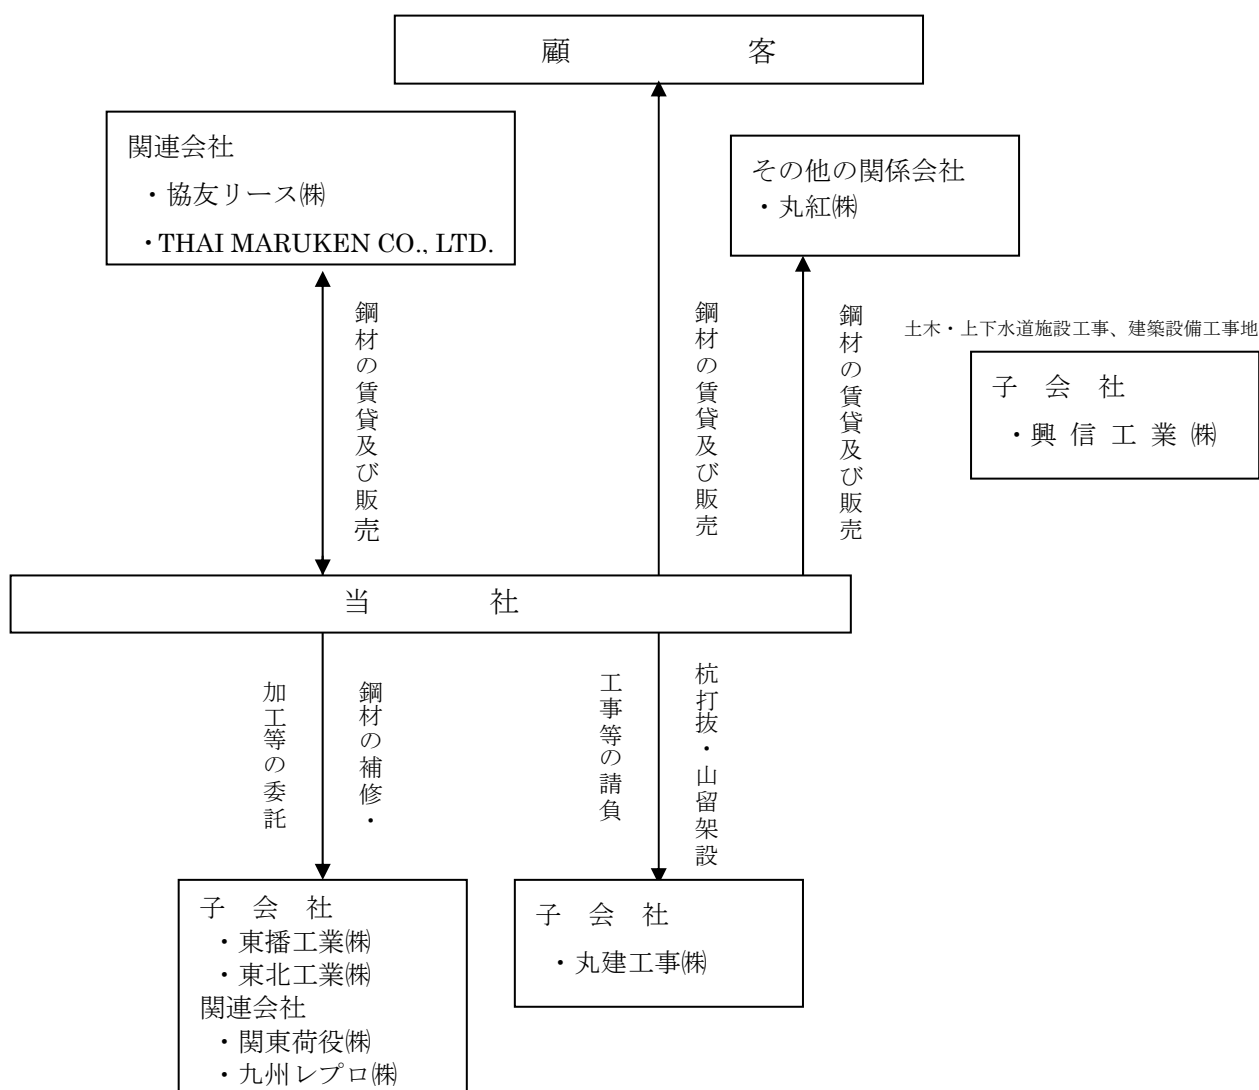 顧　　　　　客
関連会社
・協友リース㈱
・THAI MARUKEN CO., LTD.
その他の関係会社
・丸紅㈱
鋼材の賃貸及び販売
鋼材の賃貸及び販売
鋼材の賃貸及び販売
土木・上下水道施設工事、建築設備工事地
子　会　社
・興 信 工 業 ㈱
当　　　　社
鋼材の補修・
加工等の委託
杭打抜・山留架設
工事等の請負
子　会　社
・東播工業㈱
・東北工業㈱
関連会社
・関東荷役㈱
・九州レプロ㈱
子　会　社
・丸建工事㈱